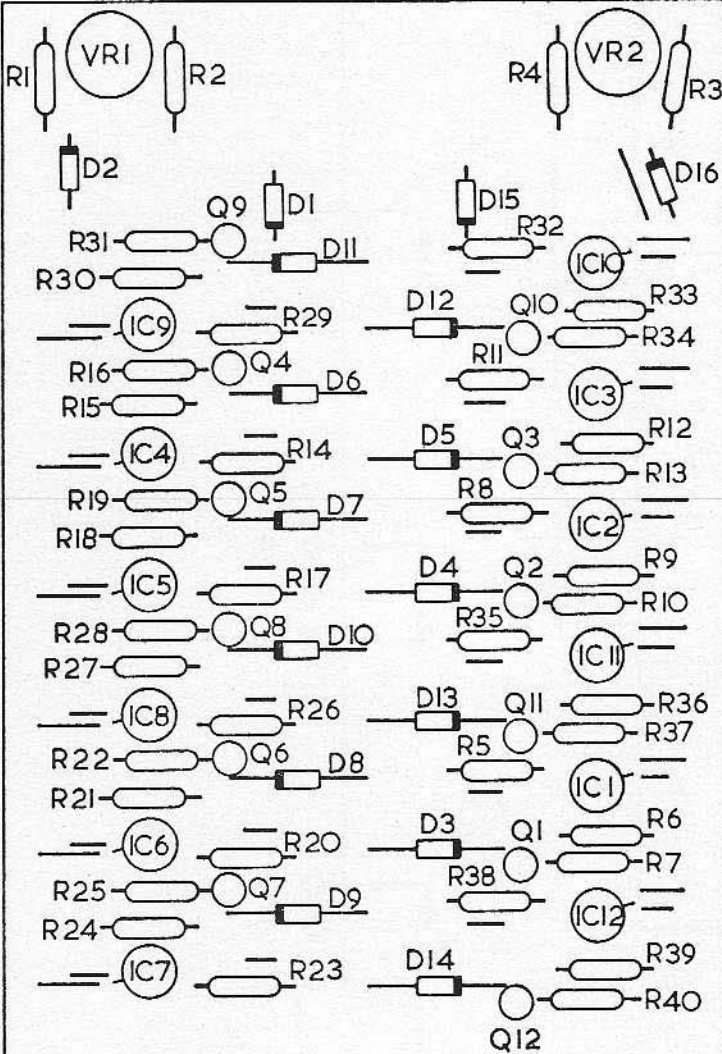 R1 VR1 R2 R4 VR2 R3
D2 D1 D15 D16
Q9
R31 D11 R32 IC10
R30
IC9 R29 D12 Q10 R33
R34
R16 Q4 D6 R11 IC3
R15
IC4 R14 D5 Q3 R12
R13
R19 Q5 D7 R8 IC2
R18
IC5 R17 D4 Q2 R9
R10
R28 Q8 D10 R35 IC11
R27
IC8 R26 D13 Q11 R36
R37
R22 Q6 D8 R5 IC1
R21
IC6 R20 D3 Q1 R6
R7
R25 Q7 D9 R38 IC12
R24
IC7 R23 D14 R39
R40
Q12